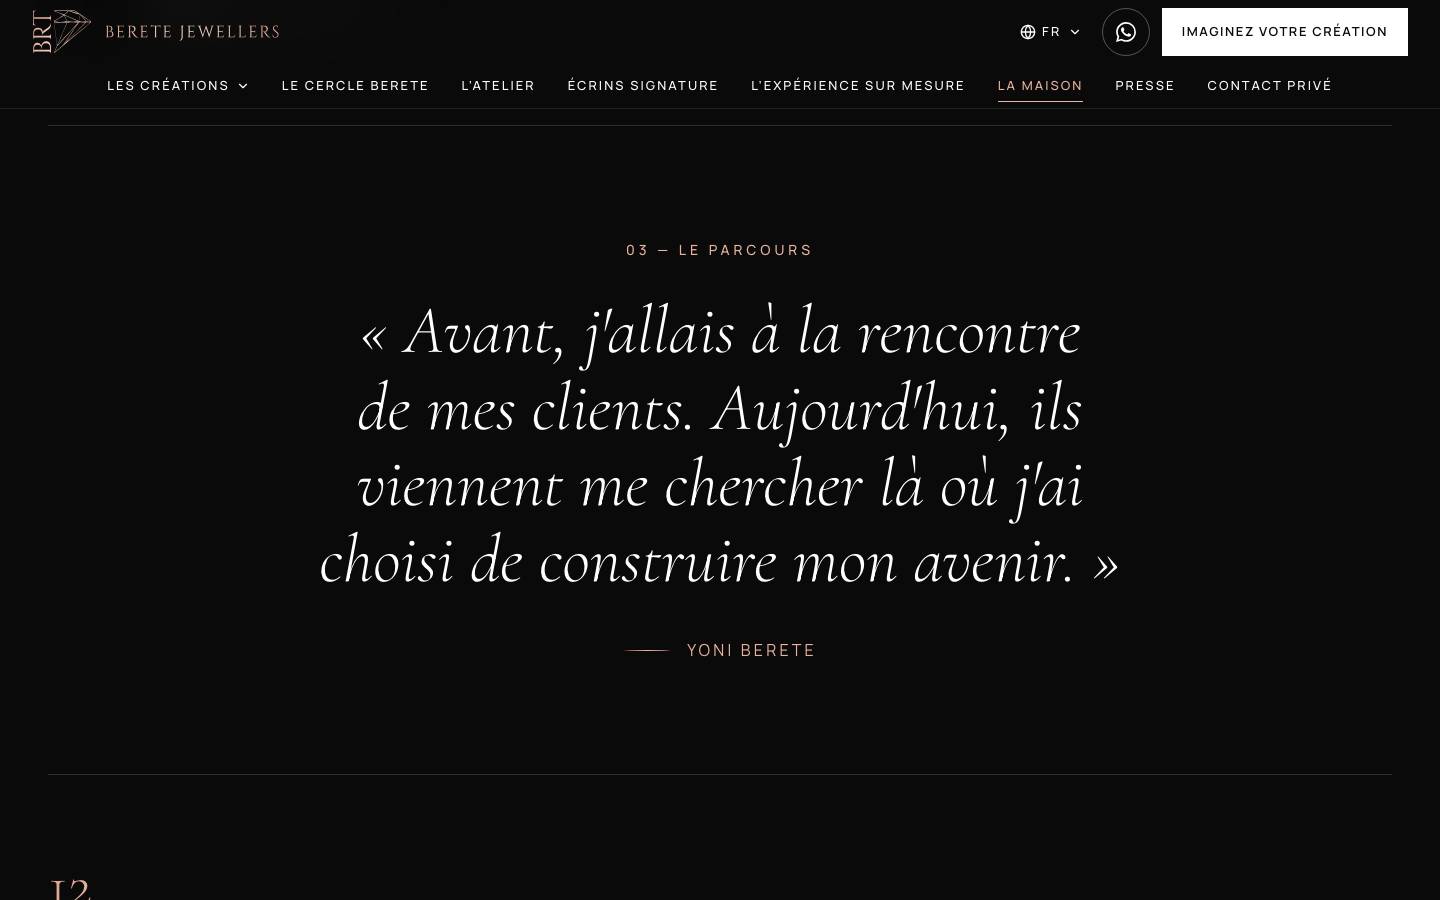 BRT
BERETE JEWELLERS
FR
IMAGINEZ VOTRE CRÉATION
LES CRÉATIONS
LE CERCLE BERETE
L'ATELIER
ÉCRINS SIGNATURE
L'EXPÉRIENCE SUR MESURE
LA MAISON
PRESSE
CONTACT PRIVÉ
03 — LE PARCOURS
« Avant, j'allais à la rencontre
de mes clients. Aujourd'hui, ils
viennent me chercher là où j'ai
choisi de construire mon avenir. »
YONI BERETE
12